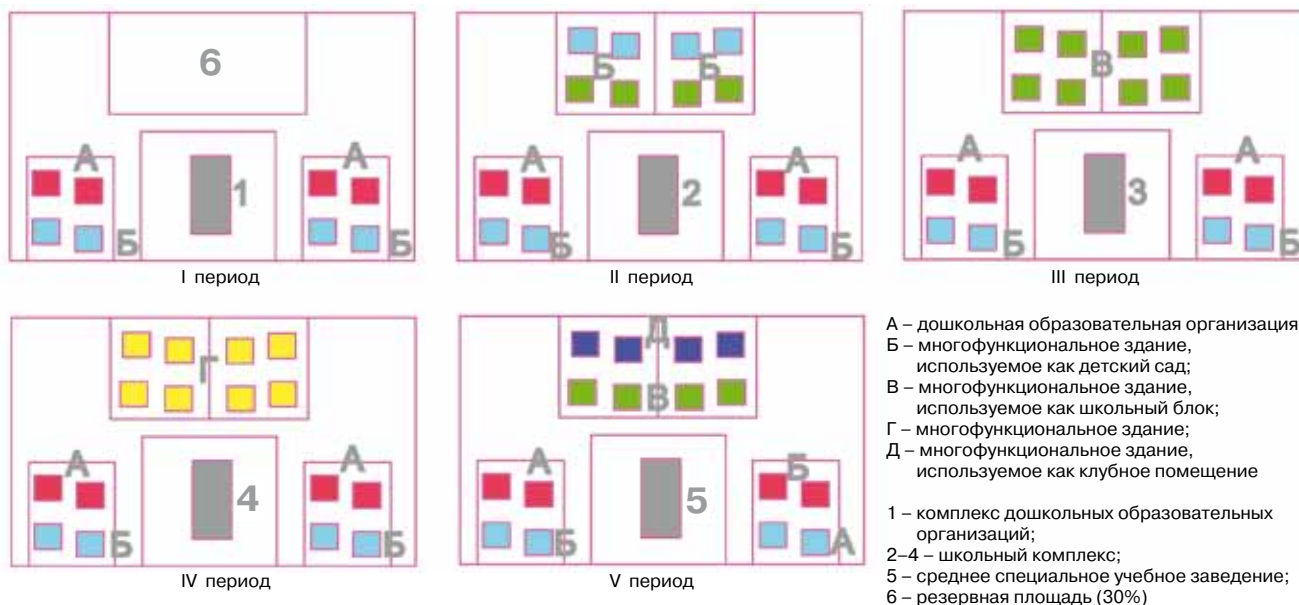 6
А
А
1
Б
Б
I период
Б
Б
А
А
2
Б
Б
II период
В
А
А
3
Б
Б
III период
Г
А
А
4
Б
Б
IV период
Д
В
А
Б
5
Б
А
V период
А – дошкольная образовательная организация
Б – многофункциональное здание,
используемое как детский сад;
В – многофункциональное здание,
используемое как школьный блок;
Г – многофункциональное здание;
Д – многофункциональное здание,
используемое как клубное помещение
1 – комплекс дошкольных образовательных
организаций;
2–4 – школьный комплекс;
5 – среднее специальное учебное заведение;
6 – резервная площадь (30%)